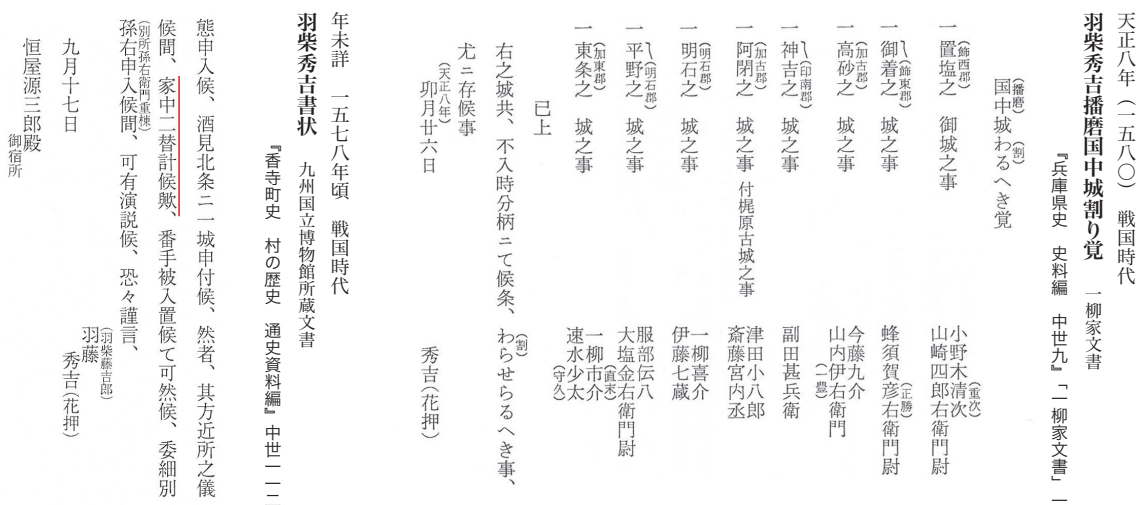 天正八年(一五八〇) 戦国時代
羽柴秀吉播磨国中城割り覚 一柳家文書
『兵庫県史 史料編 中世九』「一柳家文書」一
(播磨) (割)
国中城わるへき覚
(飾西郡) (重次)
一置塩之 御城之事 小野木清次
山崎四郎右衛門尉
(飾東郡) (正勝)
一御着之 城之事 蜂須賀彦右衛門尉
(加古郡)
一高砂之 城之事 今藤九介
山内伊右衛門
(一豊)
(印南郡)
一神吉之 城之事 副田甚兵衛
(加古郡)
一阿閉之 城之事 付梶原古城之事 津田小八郎
斎藤宮内丞
(明石郡)
一明石之 城之事 一柳喜介
伊藤七蔵
(明石郡)
一平野之 城之事 服部伝八
大塩金右衛門尉
(加東郡) (直末)
一東条之 城之事 一柳市介
速水少太
(守久)
已上
(割)
右之城共、不入時分柄ニて候条、わらせらるへき事、
尤ニ存候事
(天正八年)
卯月廿六日 秀吉(花押)
年未詳 一五七八年頃 戦国時代
羽柴秀吉書状 九州国立博物館所蔵文書
『香寺町史 村の歴史 通史資料編』中世一一二
態申入候、酒見北条ニ一城申付候、然者、其方近所之儀
候間、家中二替計候歟、番手被入置候て可然候、委細別
(別所孫右衛門重棟)
孫右申入候間、可有演説候、恐々謹言、
(羽柴藤吉郎)
羽藤
九月十七日 秀吉(花押)
恒屋源三郎殿
御宿所